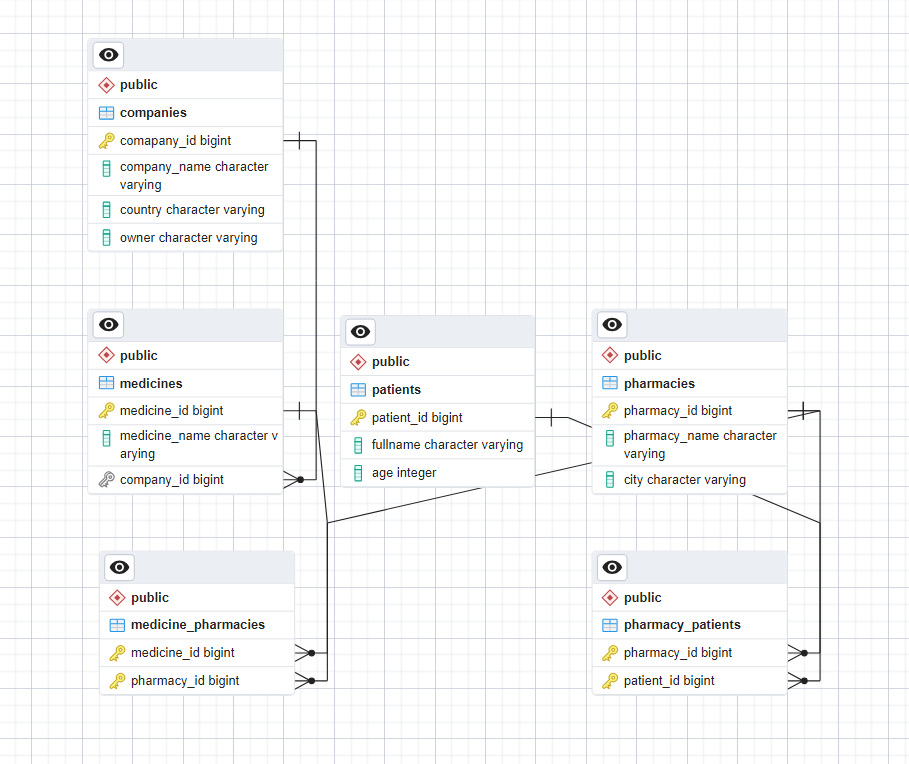 public
companies
comapany_id bigint
company_name character
varying
country character varying
owner character varying
public
medicines
medicine_id bigint
medicine_name character v
arying
company_id bigint
public
patients
patient_id bigint
fullname character varying
age integer
public
pharmacies
pharmacy_id bigint
pharmacy_name character
varying
city character varying
public
medicine_pharmacies
medicine_id bigint
pharmacy_id bigint
public
pharmacy_patients
pharmacy_id bigint
patient_id bigint